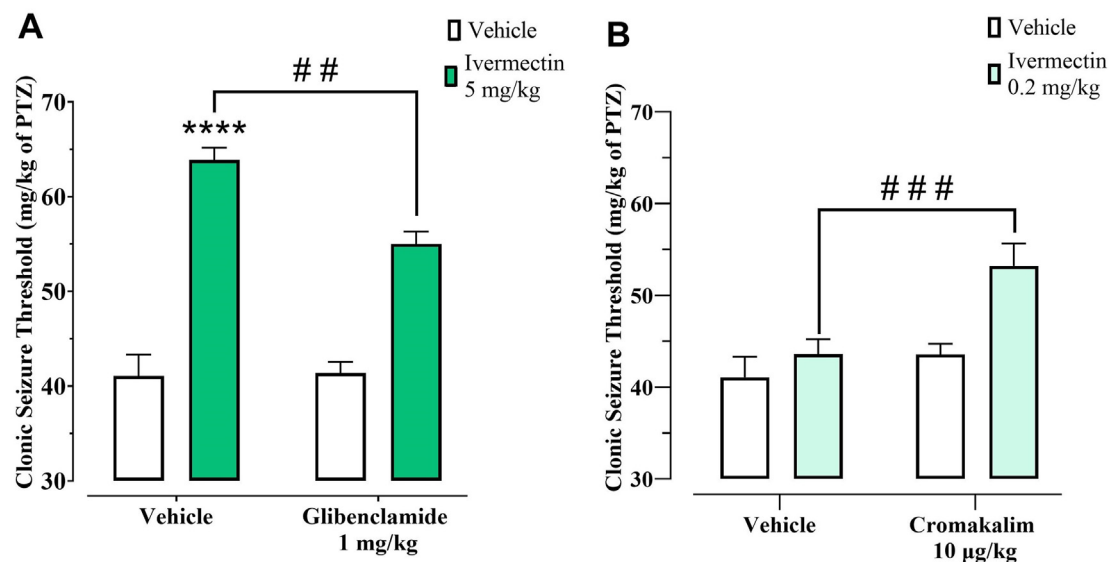 A
Vehicle
Ivermectin
5 mg/kg
Clonic Seizure Threshold (mg/kg of PTZ)
70
60
50
40
30
# #
****
Vehicle
Glibenclamide
1 mg/kg
B
Vehicle
Ivermectin
0.2 mg/kg
Clonic Seizure Threshold (mg/kg of PTZ)
70
60
50
40
30
# # #
Vehicle
Cromakalim
10 µg/kg